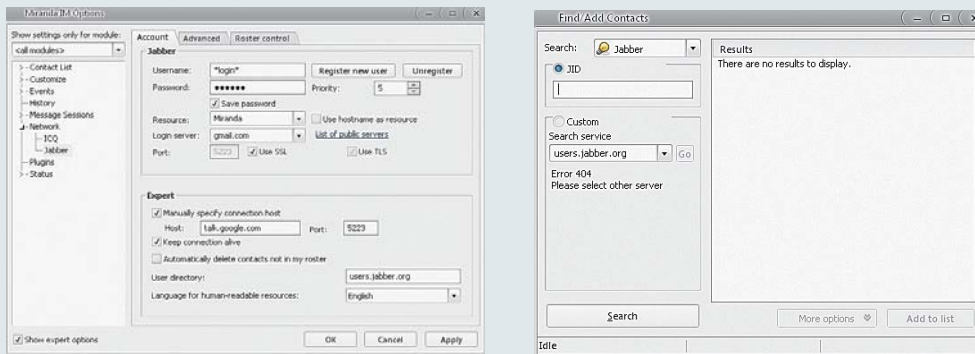 Miranda IM Options
Show settings only for module:
<all modules>
Contact List
Customize
Events
History
Message Sessions
Network
ICQ
Jabber
Plugins
Status
Show expert options
Account Advanced Roster control
Jabber
Username: "login" Register new user Unregister
Password: ●●●●●● Priority: 5
Save password
Resource: Miranda Use hostname as resource
Login server: gmail.com List of public servers
Port: 5223 Use SSL Use TLS
Expert
Manually specify connection host
Host: talk.google.com Port: 5223
Keep connection alive
Automatically delete contacts not in my roster
User directory: users.jabber.org
Language for human-readable resources: English
OK Cancel Apply
Find/Add Contacts
Search: Jabber
JID
Custom
Search service
users.jabber.org Go
Error 404
Please select other server
Search
Results
There are no results to display.
More options Add to list
Idle